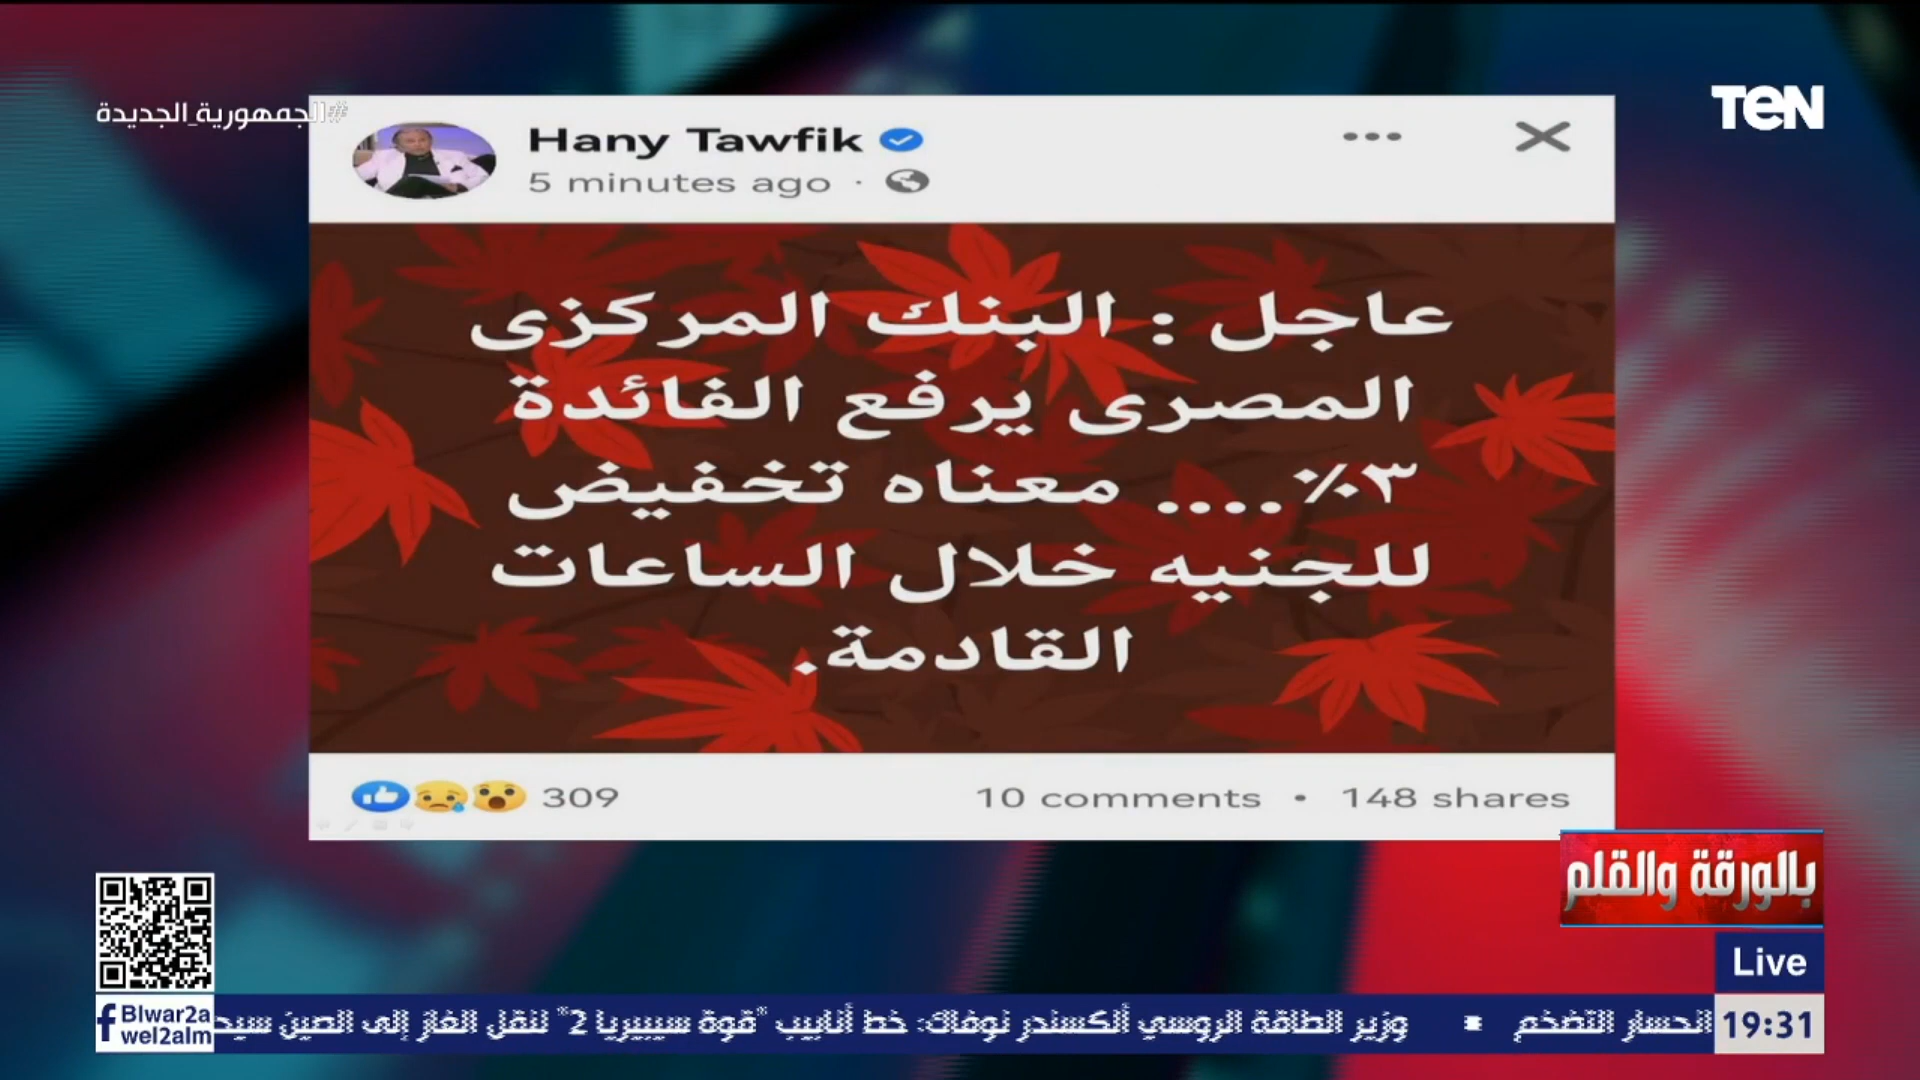 #الجمهورية_الجديدة
TeN
Hany Tawfik
5 minutes ago
عاجل : البنك المركزى
المصرى يرفع الفائدة
٣٪.... معناه تخفيض
للجنيه خلال الساعات
القادمة.
309
10 comments • 148 shares
بالورقة والقلم
Live
Blwar2a
wel2alm
انحسار التضخم ▪ وزير الطاقة الروسي ألكسندر نوفاك: خط أنابيب "قوة سيبيريا 2" لنقل الغاز إلى الصين
19:31